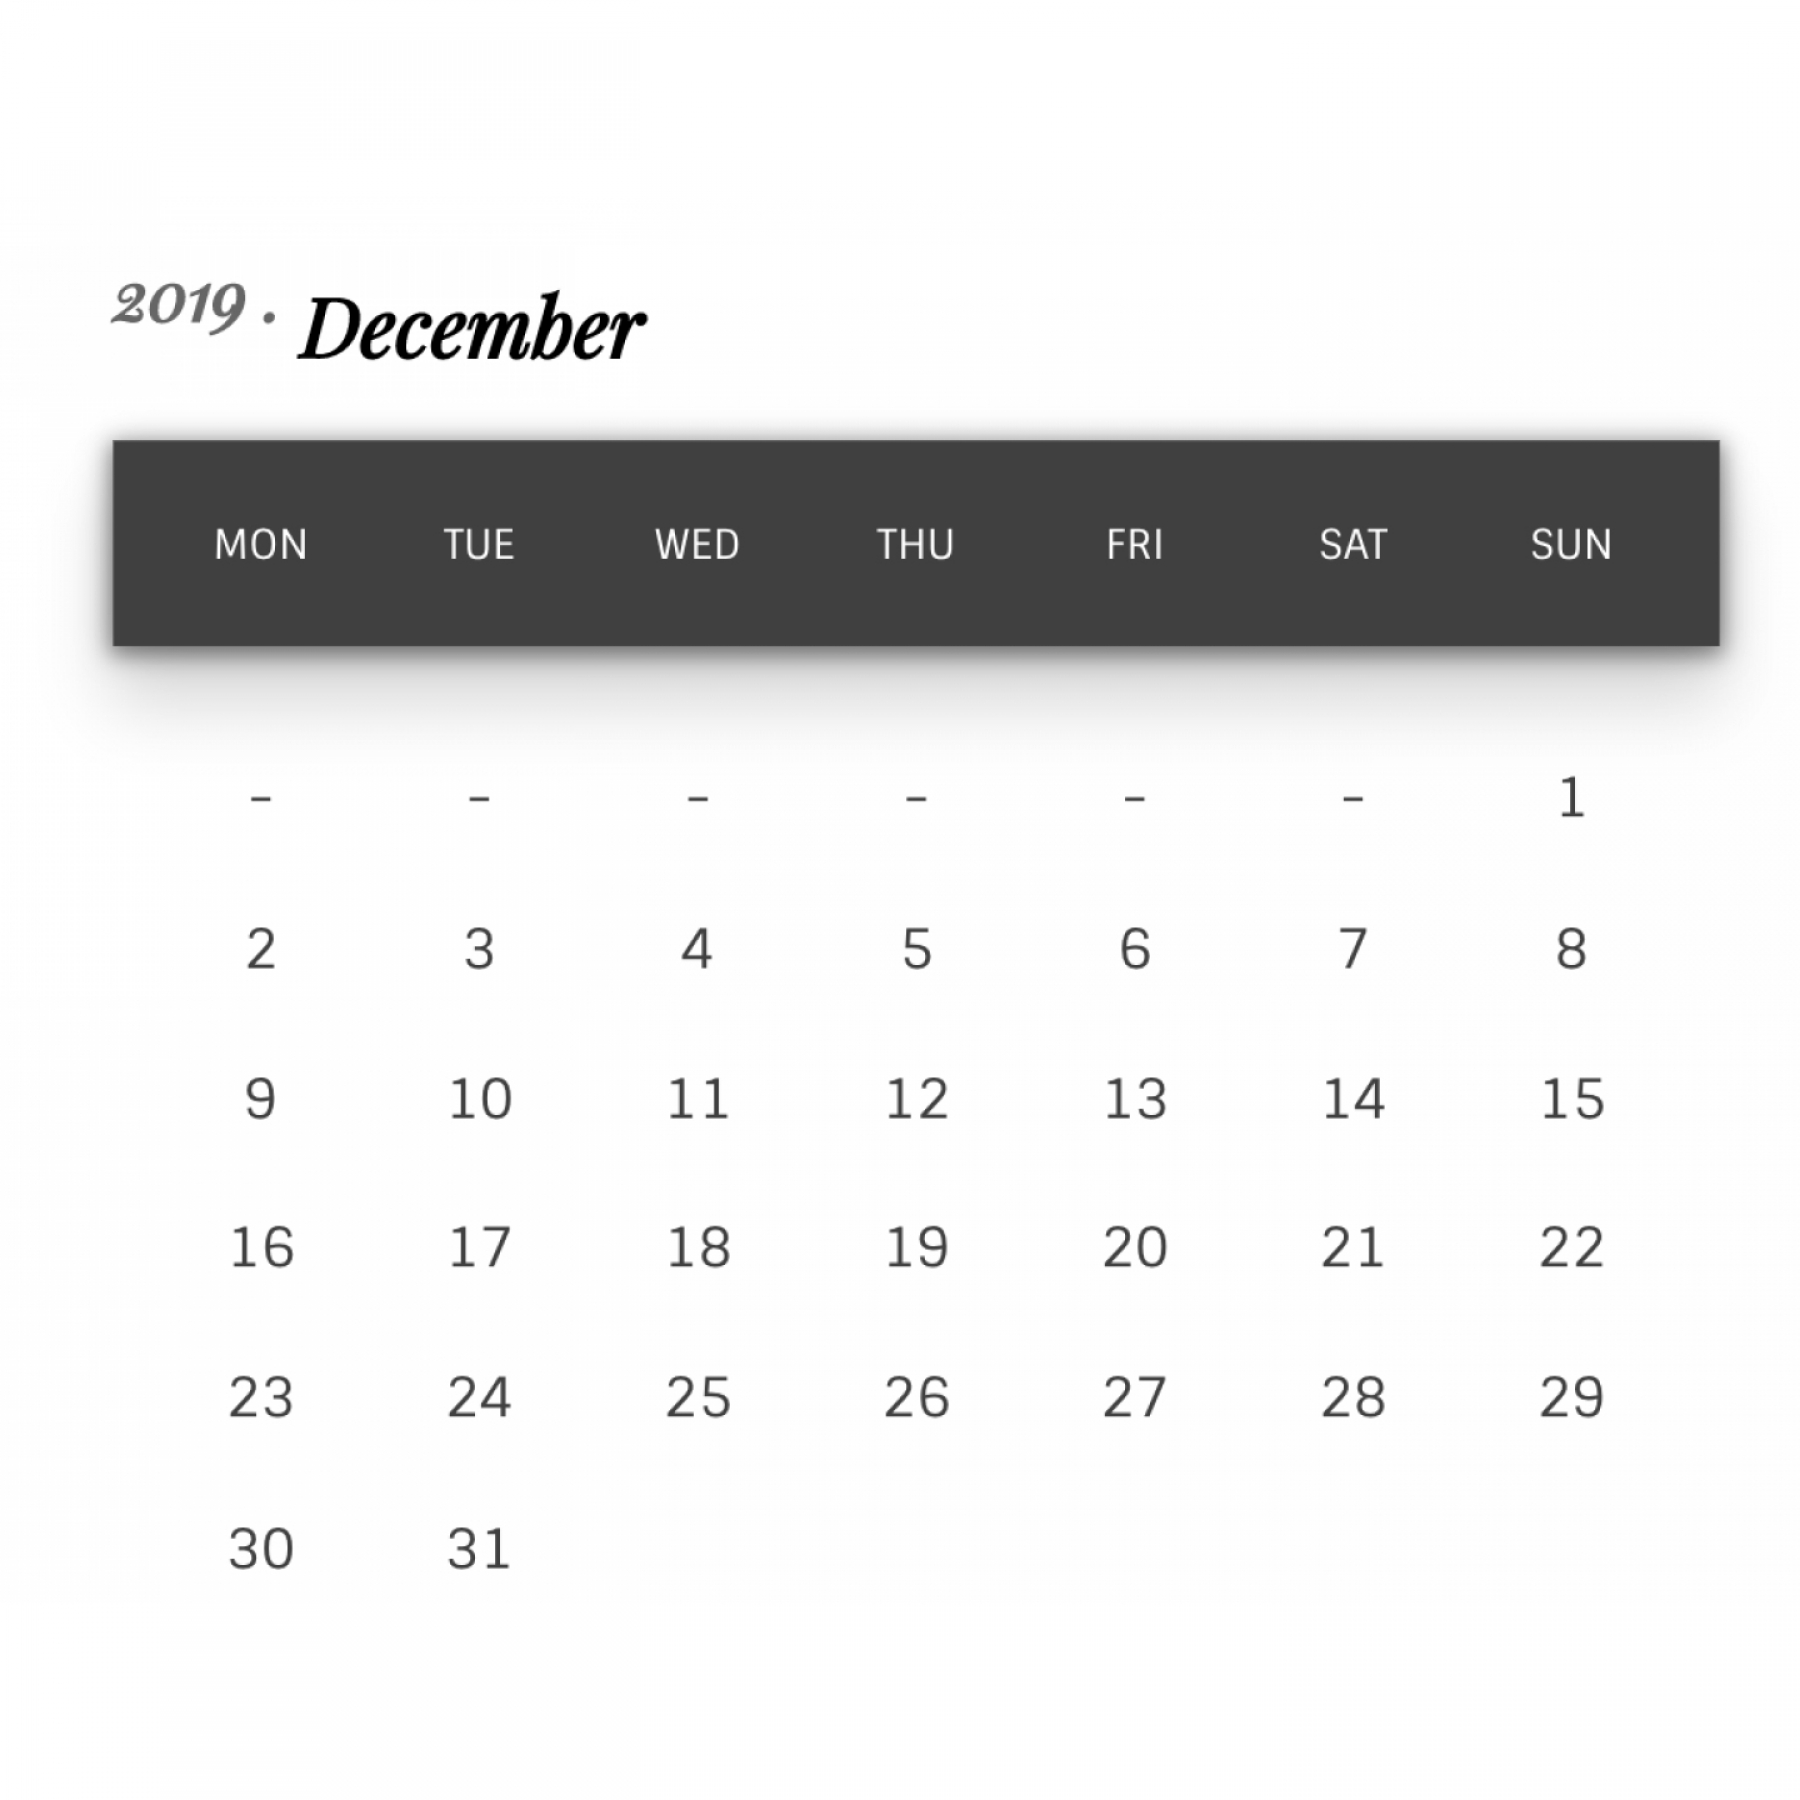 2019 . December
MON TUE WED THU FRI SAT SUN
- - - - - - 1
2 3 4 5 6 7 8
9 10 11 12 13 14 15
16 17 18 19 20 21 22
23 24 25 26 27 28 29
30 31